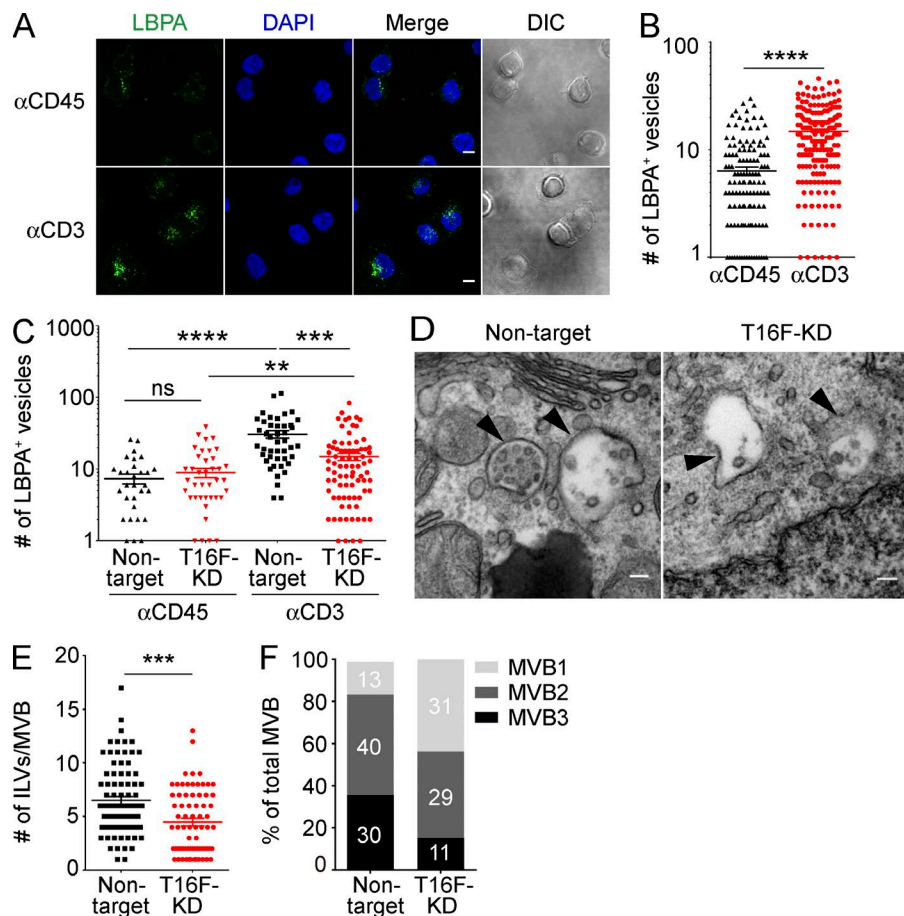 A
LBPA DAPI Merge DIC
αCD45
αCD3
B
****
100
10
1
# of LBPA⁺ vesicles
αCD45 αCD3
C
**** ***
**
ns
1000
100
10
1
# of LBPA⁺ vesicles
Non-target T16F-KD Non-target T16F-KD
αCD45 αCD3
D
Non-target T16F-KD
E
***
20
15
10
5
0
# of ILVs/MVB
Non-target T16F-KD
F
100
80
60
40
20
0
% of total MVB
13 31
40 29
30 11
MVB1
MVB2
MVB3
Non-target T16F-KD